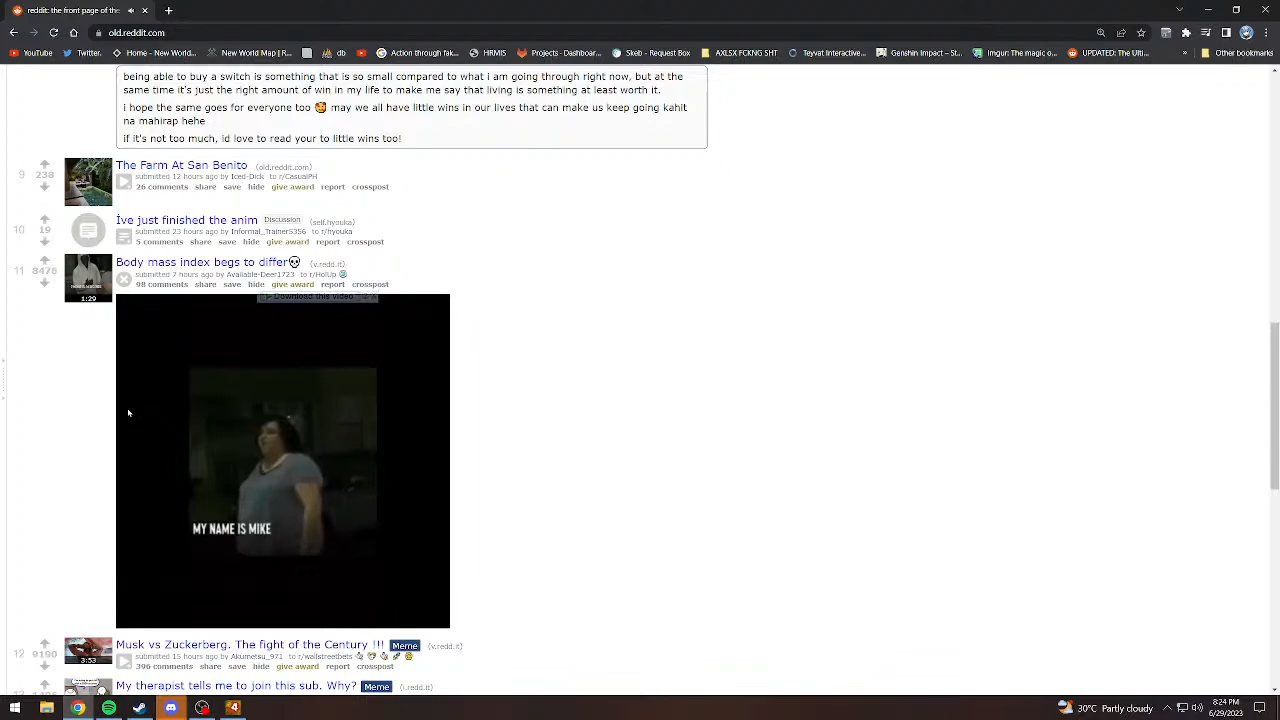 reddit: the front page of the
old.reddit.com
YouTube
Twitter.
Home - New World...
New World Map | R...
db
Action through fak...
HRMIS
Projects - Dashboar...
Skeb - Request Box
AXLSX FCKNG SHT
Teyvat Interactive...
Genshin Impact – St...
Imgur: The magic o...
UPDATED: The Ulti...
»
Other bookmarks
being able to buy a switch is something that is so small compared to what i am going through right now, but at the
same time it's just the right amount of win in my life to make me say that living is something at least worth it.
i hope the same goes for everyone too 🥰 may we all have little wins in our lives that can make us keep going kahit
na mahirap hehe
if it's not too much, id love to read your to little wins too!
9
238
The Farm At San Benito (old.reddit.com)
submitted 12 hours ago by Iced-Dick to r/CasualPH
26 comments share save hide give award report crosspost
10
19
İve just finished the anim Discussion (self.hyouka)
submitted 23 hours ago by Informal_Trainer5356 to r/hyouka
5 comments share save hide give award report crosspost
11
8476
1:29
Body mass index begs to differ💀 (v.redd.it)
submitted 7 hours ago by Available-Deer1723 to r/HolUp
98 comments share save hide give award report crosspost
Download this video
MY NAME IS MIKE
12
9190
3:53
Musk vs Zuckerberg. The fight of the Century !!! Meme (v.redd.it)
submitted 15 hours ago by Akumetsu_971 to r/wallstreetbets
396 comments share save hide give award report crosspost
My therapist tells me to join this sub. Why? Meme (i.redd.it)
30°C Partly cloudy
8:24 PM
6/29/2023